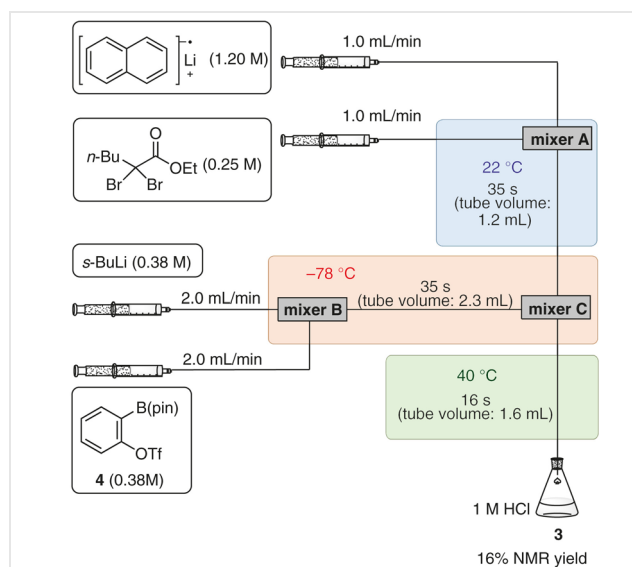 1.0 mL/min
Li (1.20 M)
–•
+
1.0 mL/min
mixer A
n-Bu
O
OEt (0.25 M)
Br Br
22 °C
35 s
(tube volume:
1.2 mL)
s-BuLi (0.38 M)
–78 °C
2.0 mL/min
mixer B
35 s
(tube volume: 2.3 mL)
mixer C
2.0 mL/min
B(pin)
OTf
4 (0.38M)
40 °C
16 s
(tube volume: 1.6 mL)
1 M HCl
3
16% NMR yield